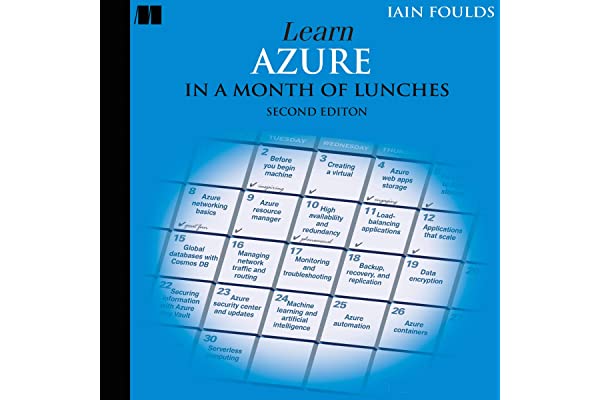 IAIN FOULDS
Learn
AZURE
IN A MONTH OF LUNCHES
SECOND EDITON
TUESDAY WEDNESDAY THU
2 Before you begin machine
3 Creating a virtual
4 Azure web apps storage
storage
8 Azure networking basics
9 Azure resource manager
10 High availability and redundancy
11 Load-balancing applications
12 Applications that scale
15 Global databases with Cosmos DB
16 Managing network traffic and routing
17 Monitoring and troubleshooting
18 Backup, recovery, and replication
19 Data encryption
22 Securing information with Azure Key Vault
23 Azure security center and updates
24 Machine learning and artificial intelligence
25 Azure automation
26 Azure containers
30 Serverless computing